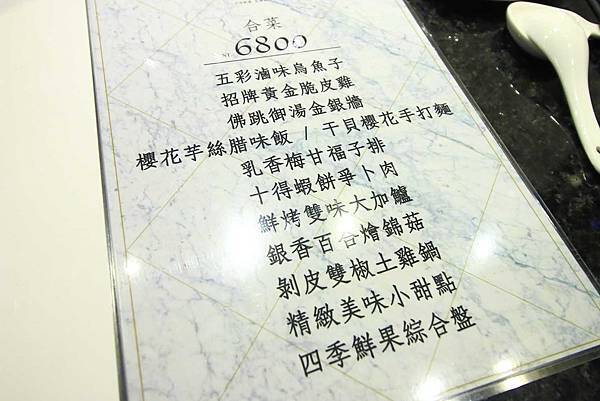 合菜
NT. 6800
五彩滷味烏魚子
招牌黃金脆皮雞
佛跳御湯金銀牆
櫻花芋絲腊味飯 / 干貝櫻花手打麵
乳香梅甘福子排
十得蝦餅爭卜肉
鮮烤雙味大加鱸
銀香百合燴錦菇
剝皮雙椒土雞鍋
精緻美味小甜點
四季鮮果綜合盤